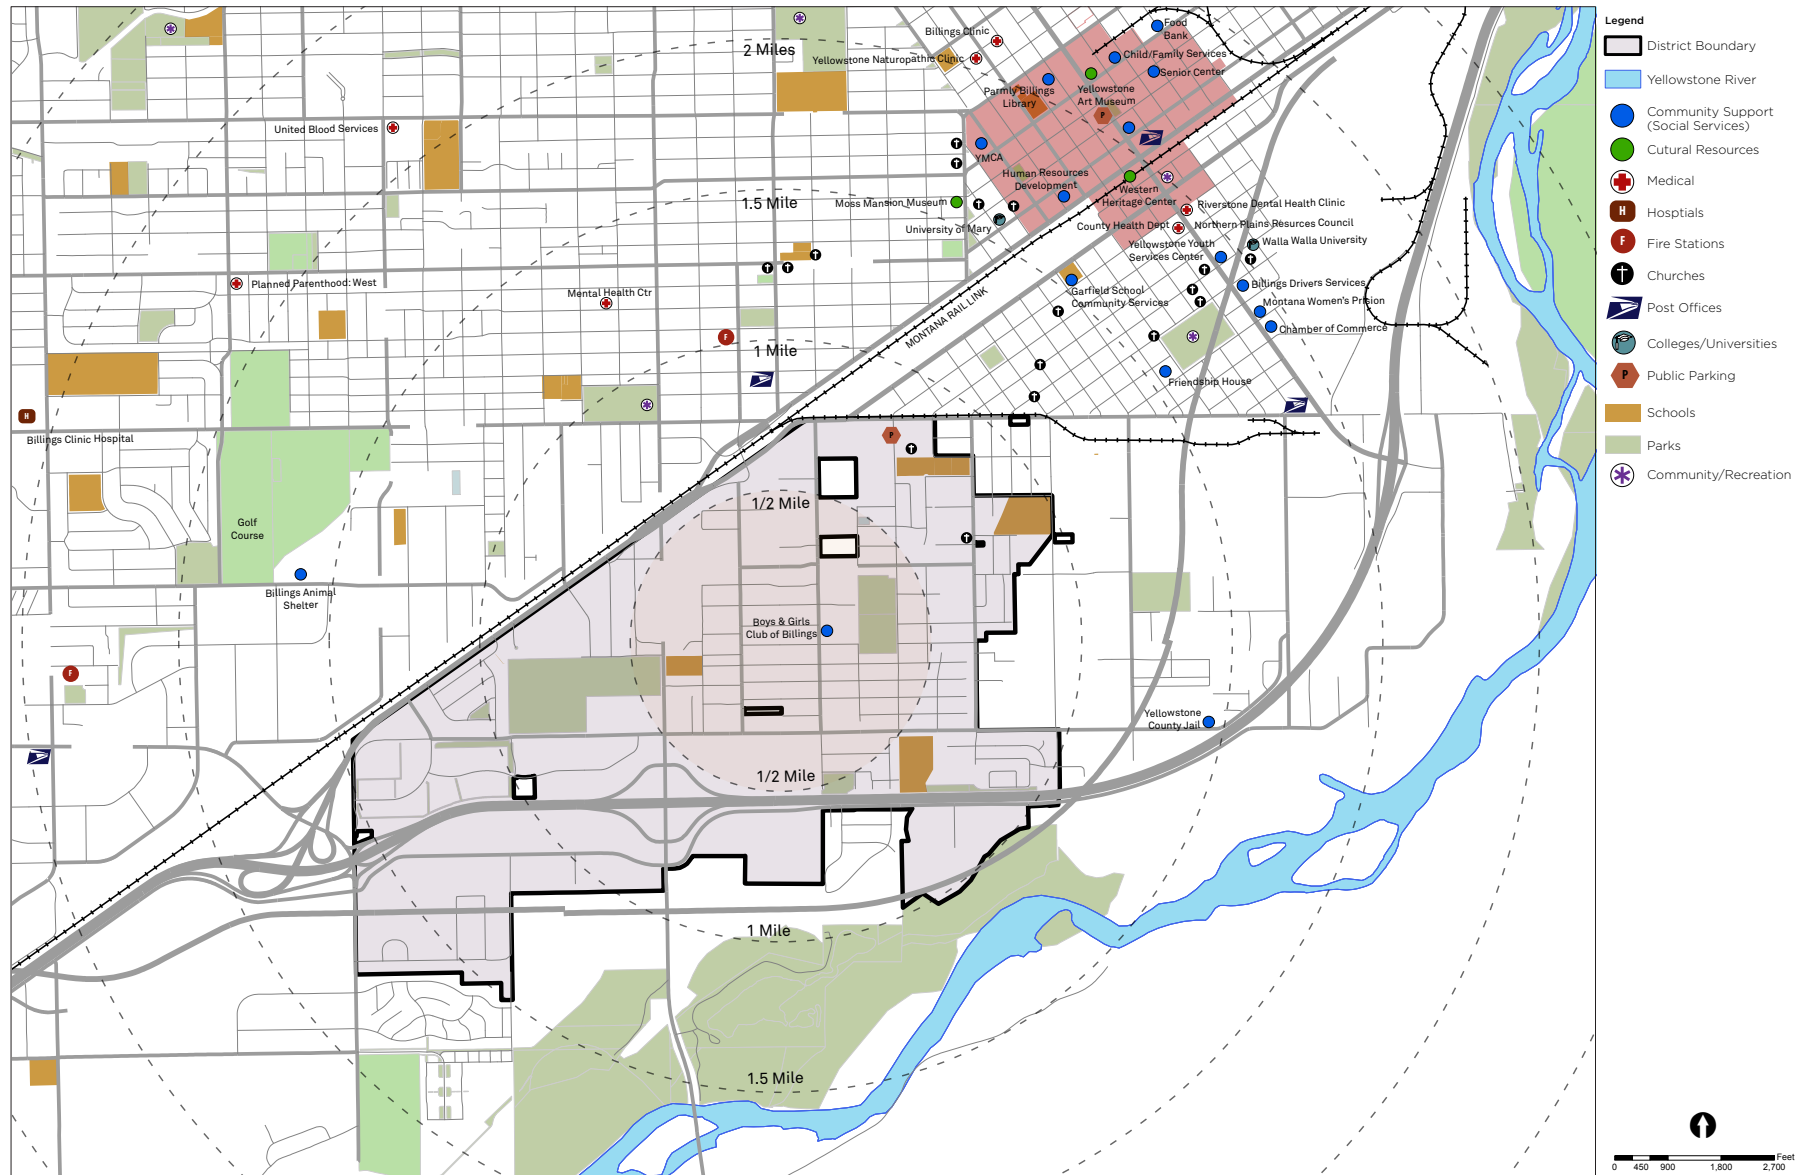 Billings Clinic
Food
Bank
2 Miles
Yellowstone Naturopathic Clinic
Child/Family Services
Senior Center
Parmly Billings
Library
Yellowstone
Art Museum
P
United Blood Services
YMCA
Human Resources
Development
Western
Heritage Center
1.5 Mile
Moss Mansion Museum
Riverstone Dental Health Clinic
University of Mary
County Health Dept
Northern Plains Resurces Council
Yellowstone Youth
Services Center
Walla Walla University
Planned Parenthood: West
Mental Health Ctr
Garfield School
Community Services
Billings Drivers Services
Montana Women's Prision
Chamber of Commerce
MONTANA RAIL LINK
F
1 Mile
Friendship House
H
Billings Clinic Hospital
P
1/2 Mile
Golf
Course
Billings Animal
Shelter
Boys & Girls
Club of Billings
F
Yellowstone
County Jail
1/2 Mile
1 Mile
1.5 Mile
Legend
District Boundary
Yellowstone River
Community Support
(Social Services)
Cutural Resources
Medical
H
Hosptials
F
Fire Stations
Churches
Post Offices
Colleges/Universities
P
Public Parking
Schools
Parks
Community/Recreation
Feet
0 450 900 1,800 2,700